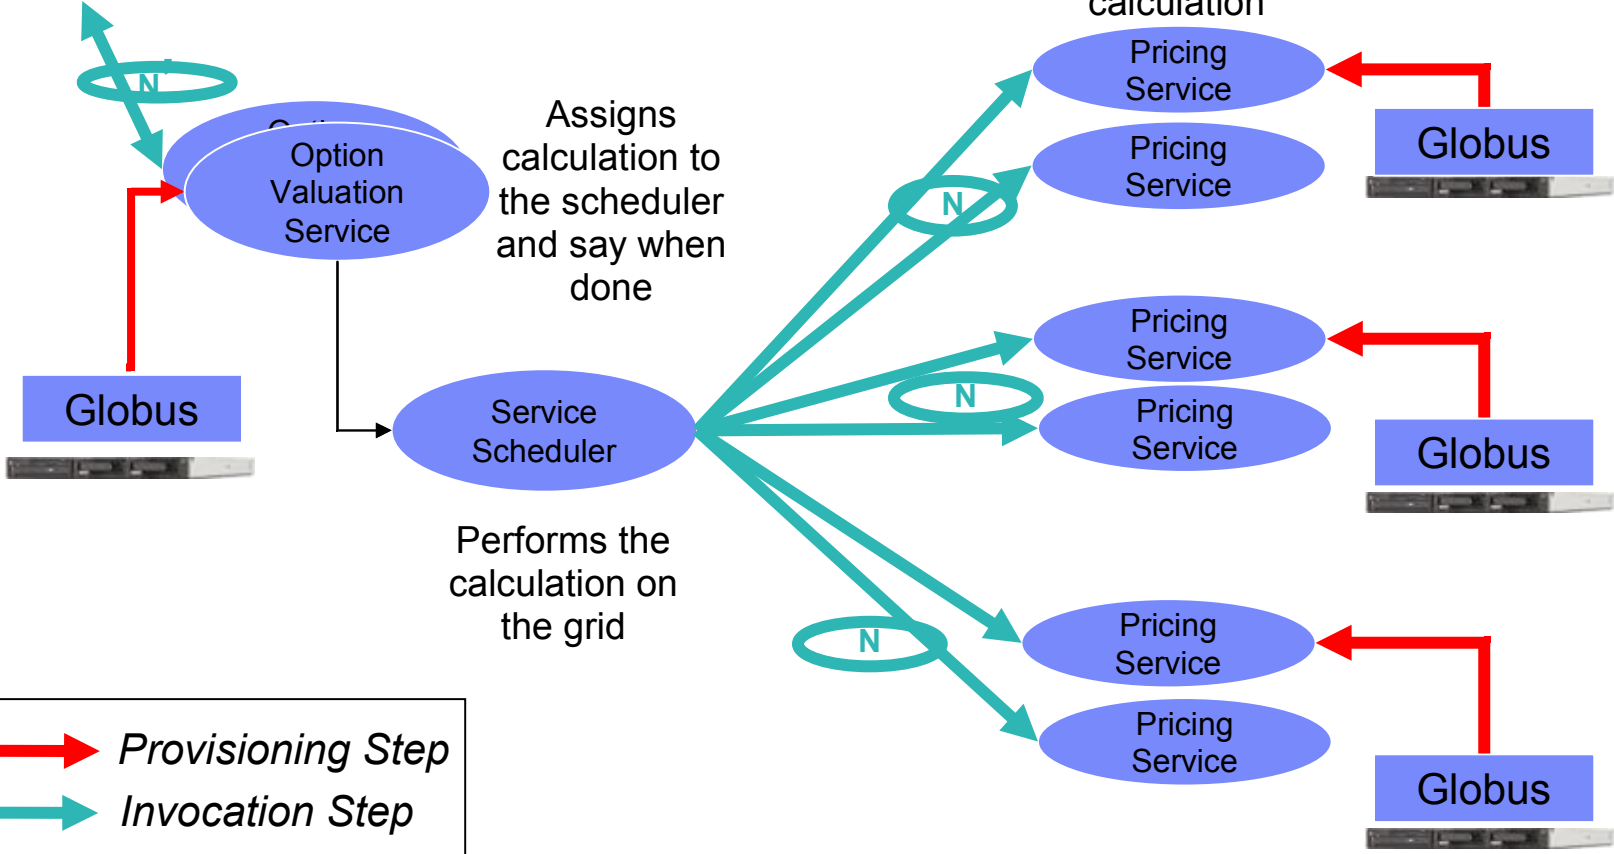 calculation
N
Option
Valuation
Service
Assigns
calculation to
the scheduler
and say when
done
Globus
Service
Scheduler
Performs the
calculation on
the grid
N
N
N
Pricing
Service
Pricing
Service
Globus
Pricing
Service
Pricing
Service
Globus
Pricing
Service
Pricing
Service
Globus
Provisioning Step
Invocation Step